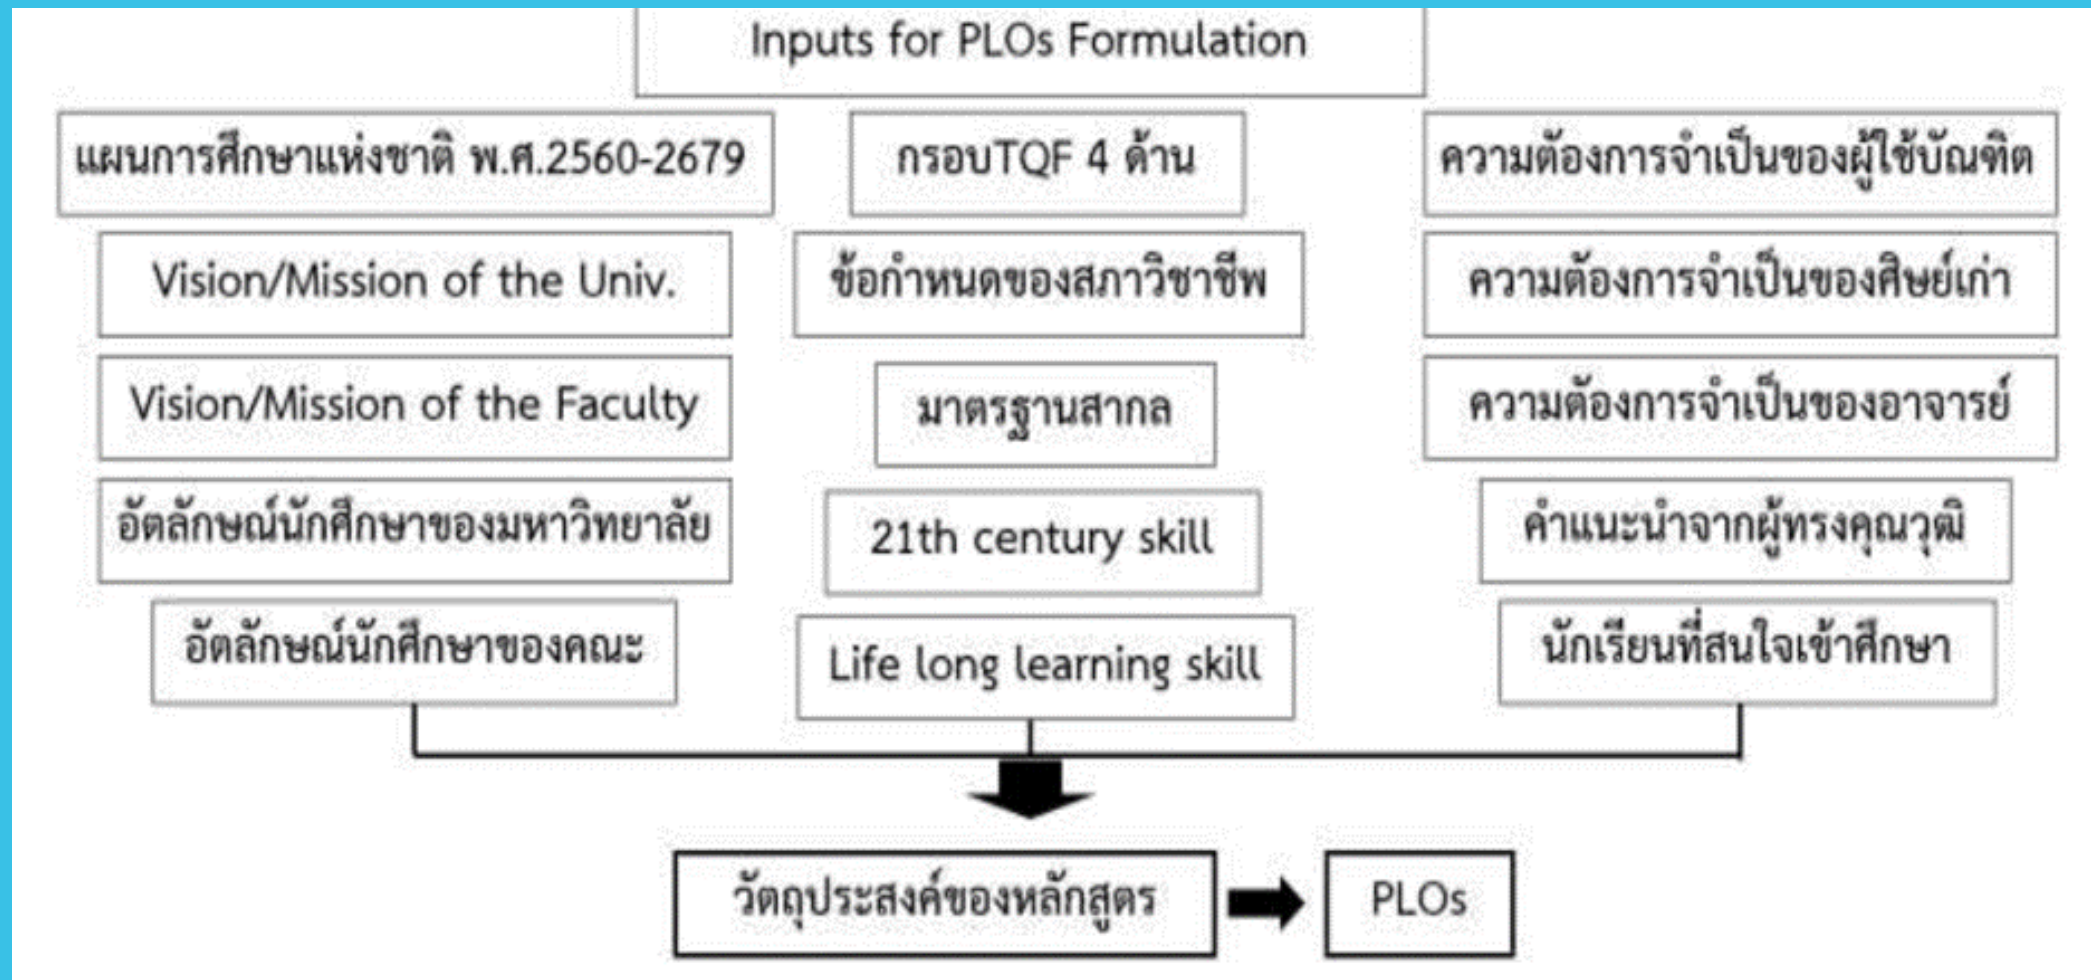 Inputs for PLOs Formulation
แผนการศึกษาแห่งชาติ พ.ศ.2560-2679
Vision/Mission of the Univ.
Vision/Mission of the Faculty
อัตลักษณ์นักศึกษาของมหาวิทยาลัย
อัตลักษณ์นักศึกษาของคณะ
กรอบTQF 4 ด้าน
ข้อกำหนดของสภาวิชาชีพ
มาตรฐานสากล
21th century skill
Life long learning skill
ความต้องการจำเป็นของผู้ใช้บัณฑิต
ความต้องการจำเป็นของศิษย์เก่า
ความต้องการจำเป็นของอาจารย์
คำแนะนำจากผู้ทรงคุณวุฒิ
นักเรียนที่สนใจเข้าศึกษา
วัตถุประสงค์ของหลักสูตร
PLOs